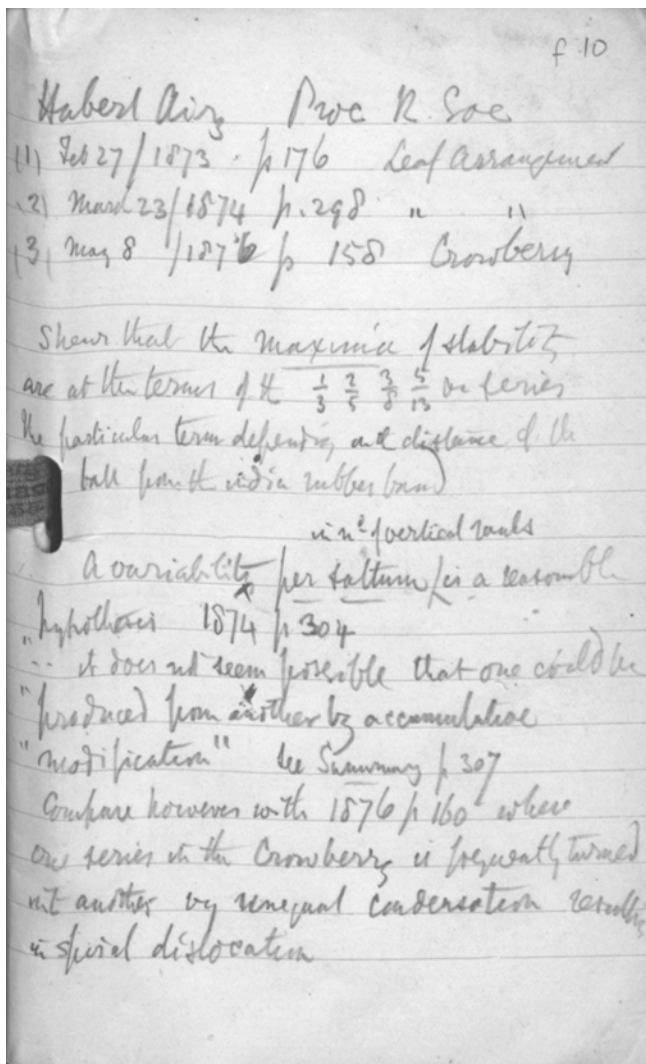 f 10
Hubert Airy Proc R. Soc
(1) Feb 27/1873. p 176 Leaf Arrangement
(2) March 23/1874 p. 298 " "
(3) May 8 /1876 p 158 Crowberry
Shews that the maxima of stability
are at the terms of the 1/3 2/5 3/8 5/13 series
the particular term depending on the distance of the
ball from the india rubber band
in no of vertical ranks
A variability per saltum / is a reasonable
"hypothesis 1874 p 304
".. it does not seem possible that one could be
"produced from another by accumulative
"modification" See Summary p 307
Compare however with 1876 p 160 where
one series in the Crowberry is frequently turned
into another by unequal condensation resulting
in spiral dislocation